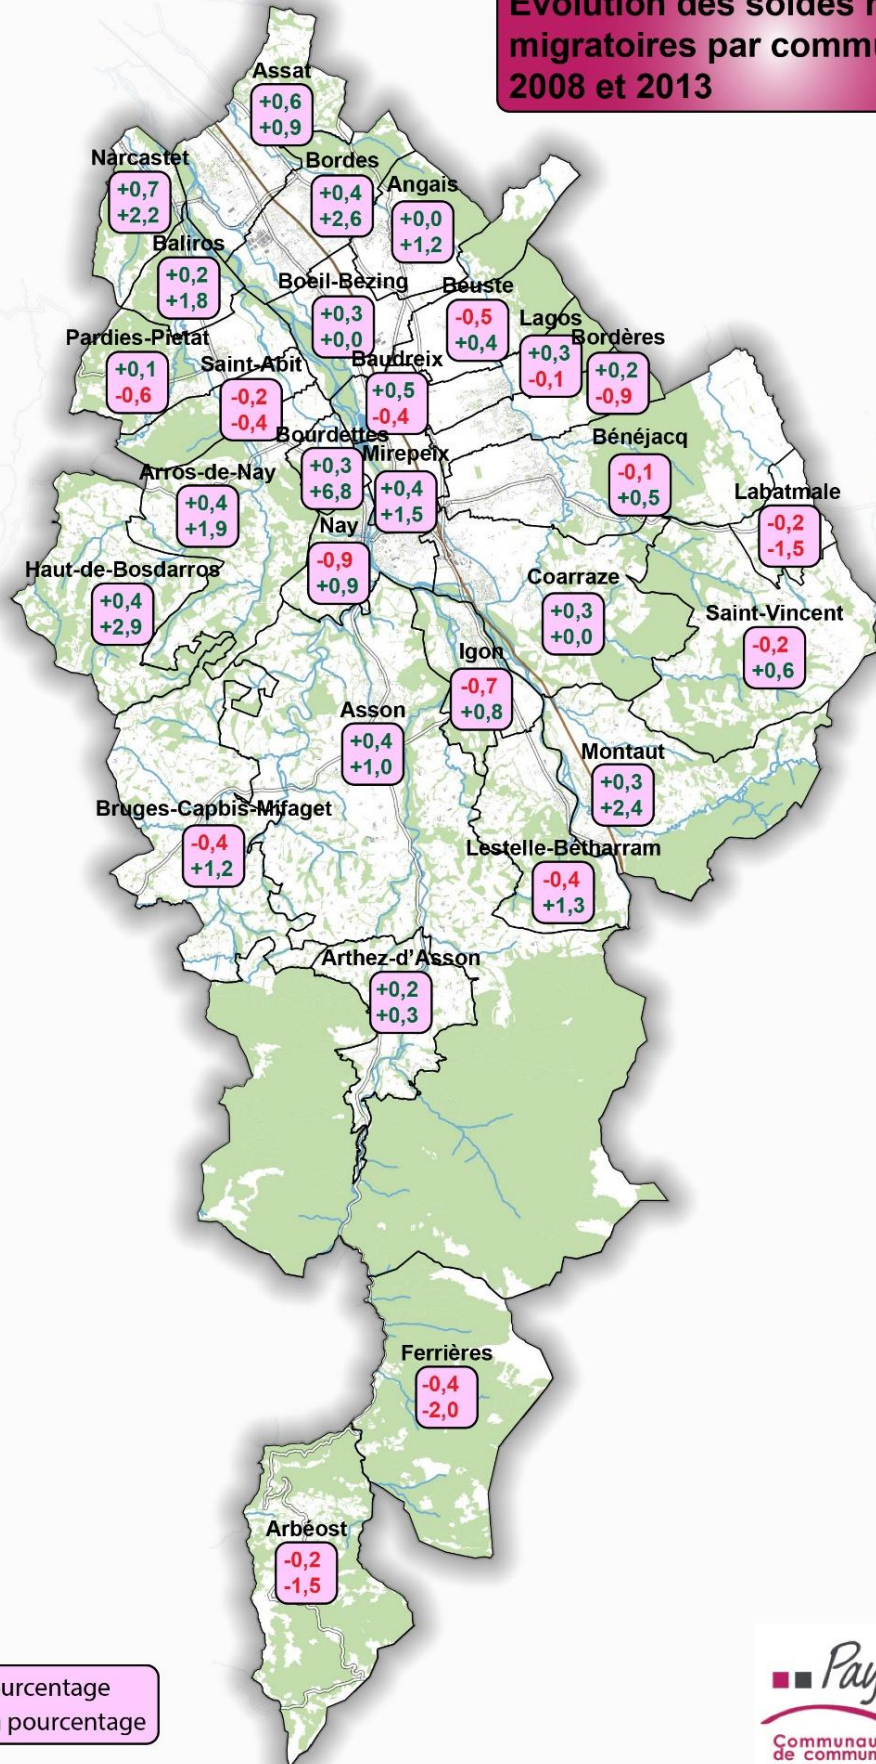 Evolution des soldes
migratoires par
2008 et 2013
Assat
+0,6
+0,9
Narcastet
+0,7
+2,2
Bordes
+0,4
+2,6
Angais
+0,0
+1,2
Baliros
+0,2
+1,8
Boeil-Bezing
+0,3
+0,0
Beuste
-0,5
+0,4
Lagos
+0,3
-0,1
Bordères
+0,2
-0,9
Pardies-Pietat
+0,1
-0,6
Saint-Abit
-0,2
-0,4
Baudreix
+0,5
-0,4
Bourdettes
+0,3
+6,8
Mirepeix
+0,4
+1,5
Bénéjacq
-0,1
+0,5
Labatmale
-0,2
-1,5
Arros-de-Nay
+0,4
+1,9
Nay
-0,9
+0,9
Haut-de-Bosdarros
+0,4
+2,9
Coarraze
+0,3
+0,0
Saint-Vincent
-0,2
+0,6
Igon
-0,7
+0,8
Asson
+0,4
+1,0
Montaut
+0,3
+2,4
Bruges-Capbis-Mifaget
-0,4
+1,2
Lestelle-Bétharram
-0,4
+1,3
Arthez-d'Asson
+0,2
+0,3
Ferrières
-0,4
-2,0
Arbéost
-0,2
-1,5
urcentage
pourcentage
Pay
Communau
de commun